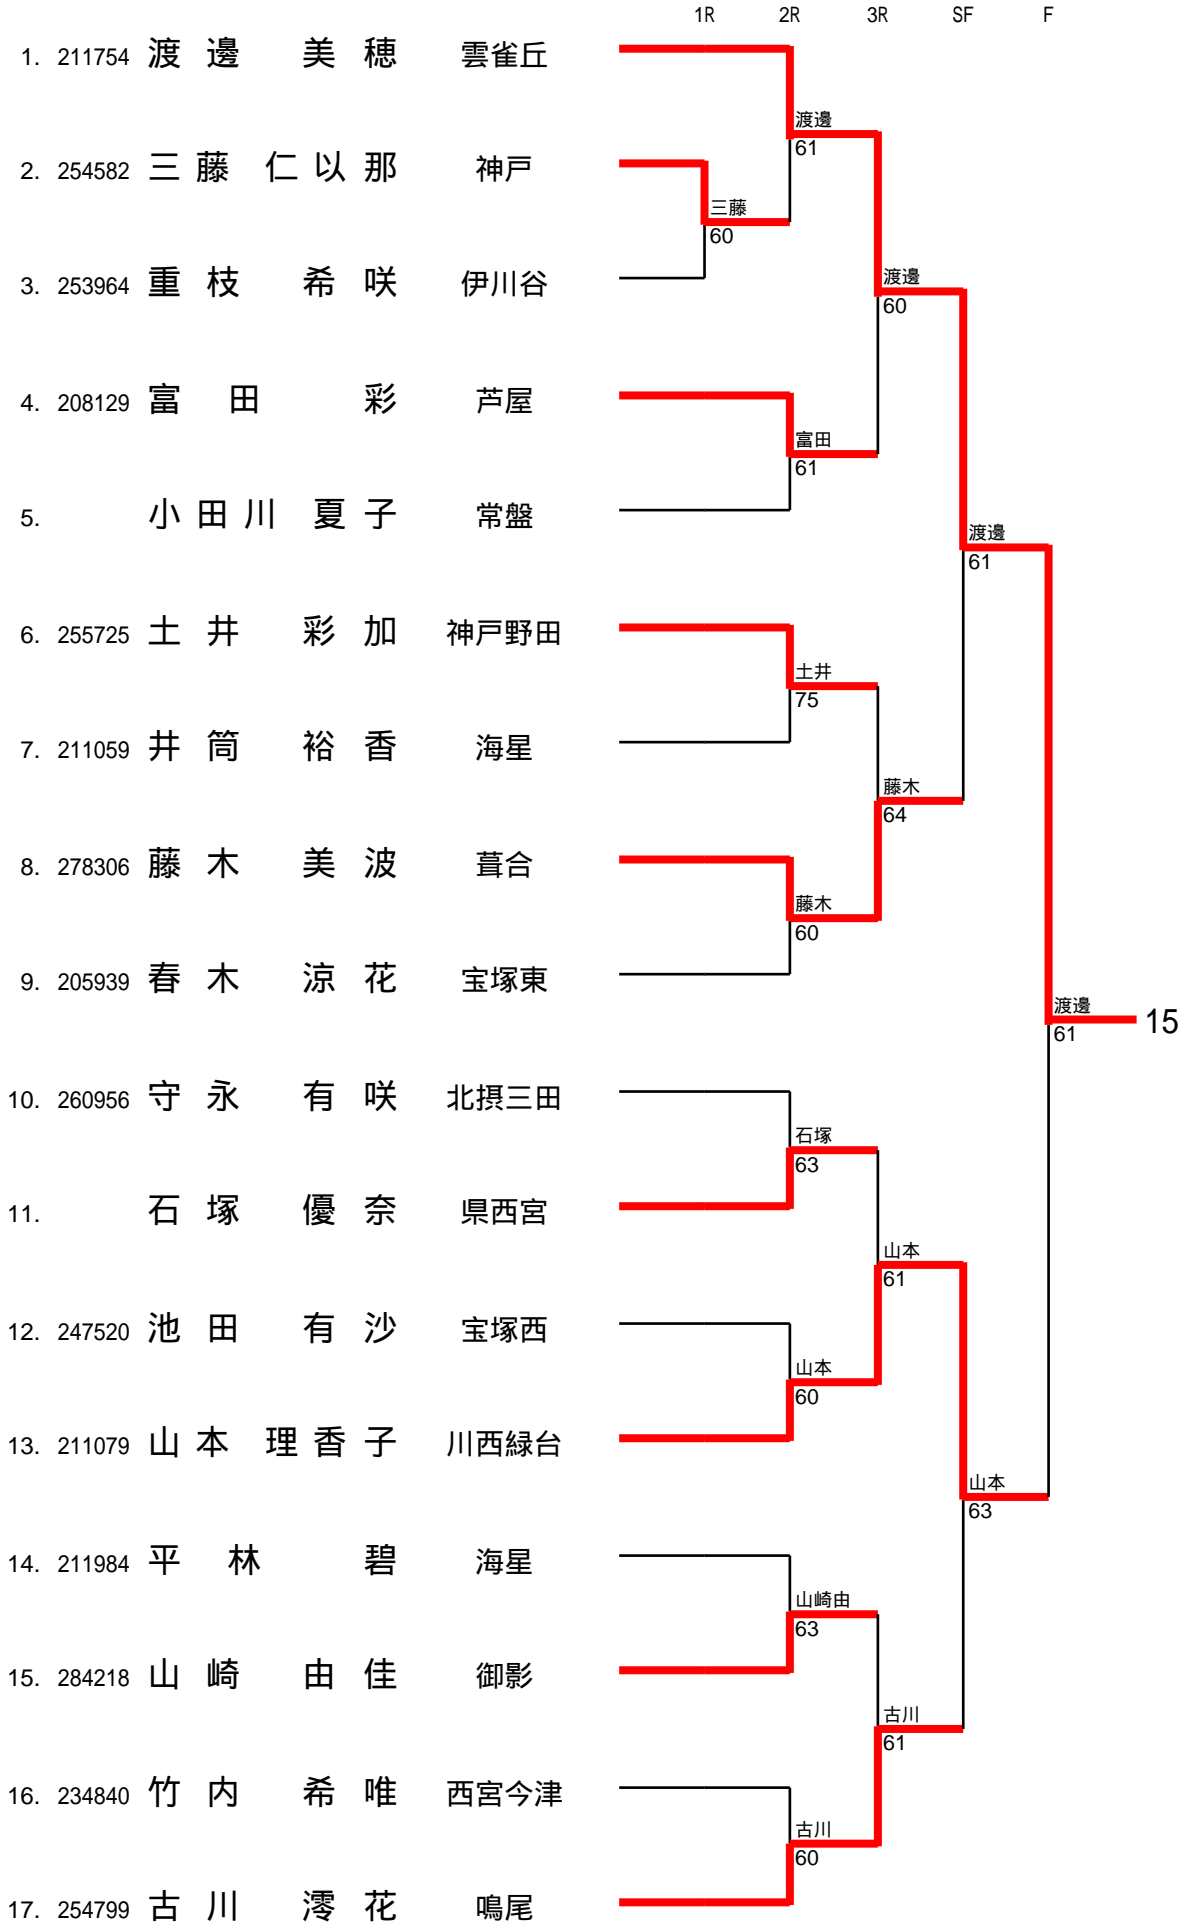 1R 2R 3R SF F
1. 211754 渡邊 美穂 雲雀丘
渡邊
61
2. 254582 三藤 仁以那 神戸
三藤
60
3. 253964 重枝 希咲 伊川谷
渡邊
60
4. 208129 富田 彩 芦屋
富田
61
5. 小田川 夏子 常盤
渡邊
61
6. 255725 土井 彩加 神戸野田
土井
75
7. 211059 井筒 裕香 海星
藤木
64
8. 278306 藤木 美波 葺合
藤木
60
9. 205939 春木 涼花 宝塚東
渡邊
61
15
10. 260956 守永 有咲 北摂三田
石塚
63
11. 石塚 優奈 県西宮
山本
61
12. 247520 池田 有沙 宝塚西
山本
60
13. 211079 山本 理香子 川西緑台
山本
63
14. 211984 平林 碧 海星
山崎由
63
15. 284218 山崎 由佳 御影
古川
61
16. 234840 竹内 希唯 西宮今津
古川
60
17. 254799 古川 澪花 鳴尾